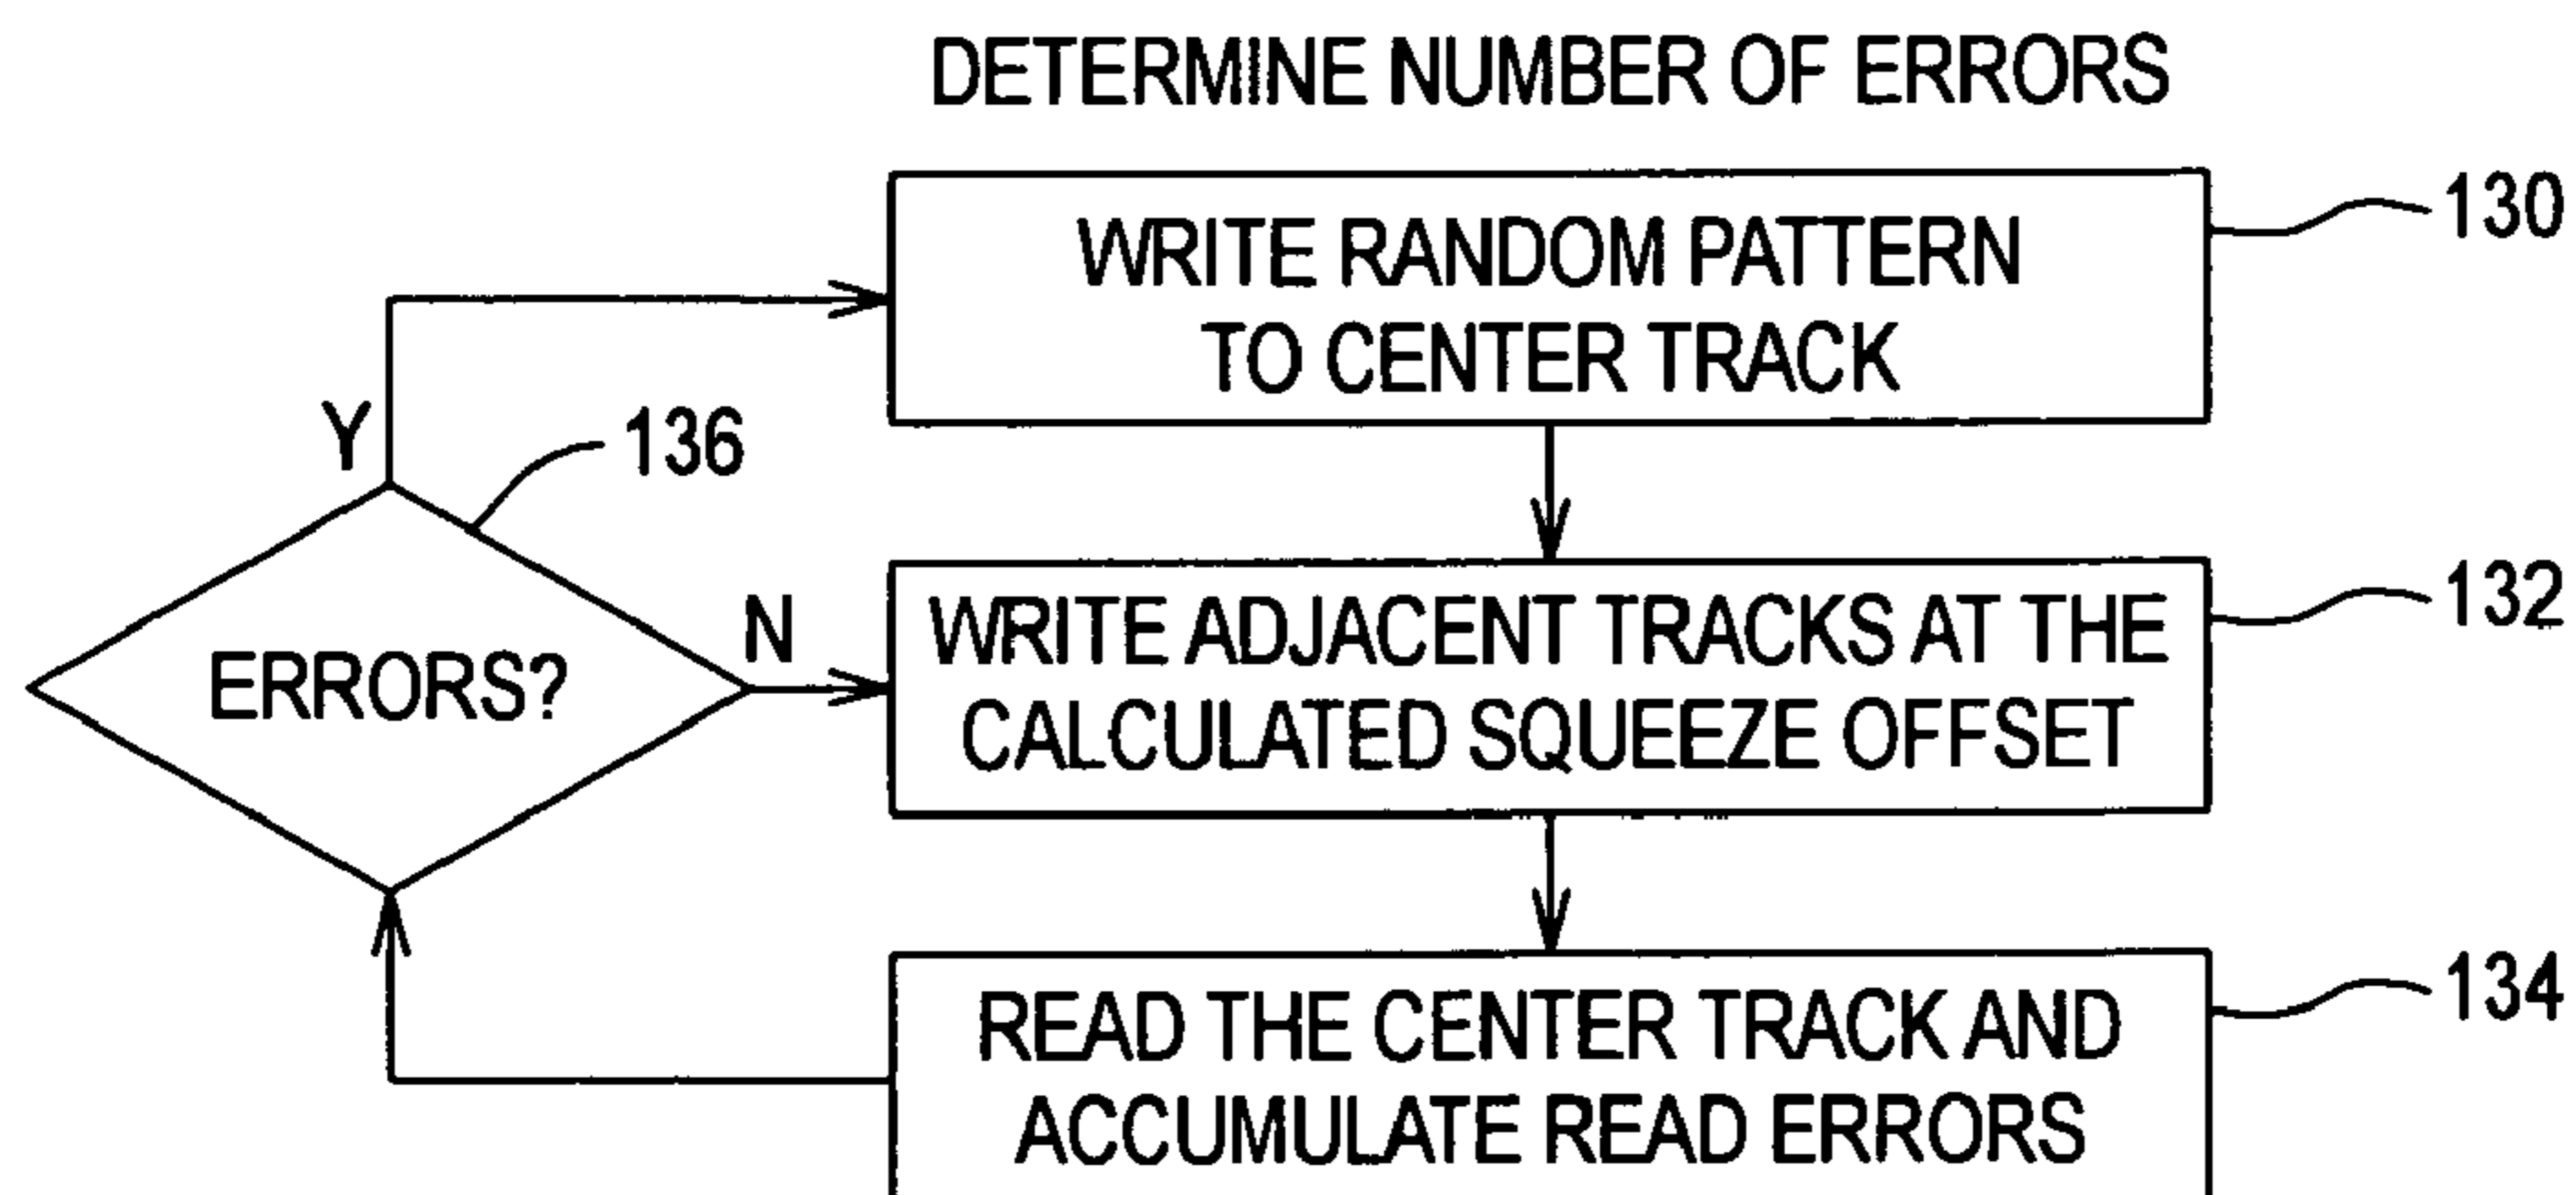 DETERMINE NUMBER OF ERRORS
WRITE RANDOM PATTERN
TO CENTER TRACK
130
Y
136
ERRORS?
N
WRITE ADJACENT TRACKS AT THE
CALCULATED SQUEEZE OFFSET
132
READ THE CENTER TRACK AND
ACCUMULATE READ ERRORS
134